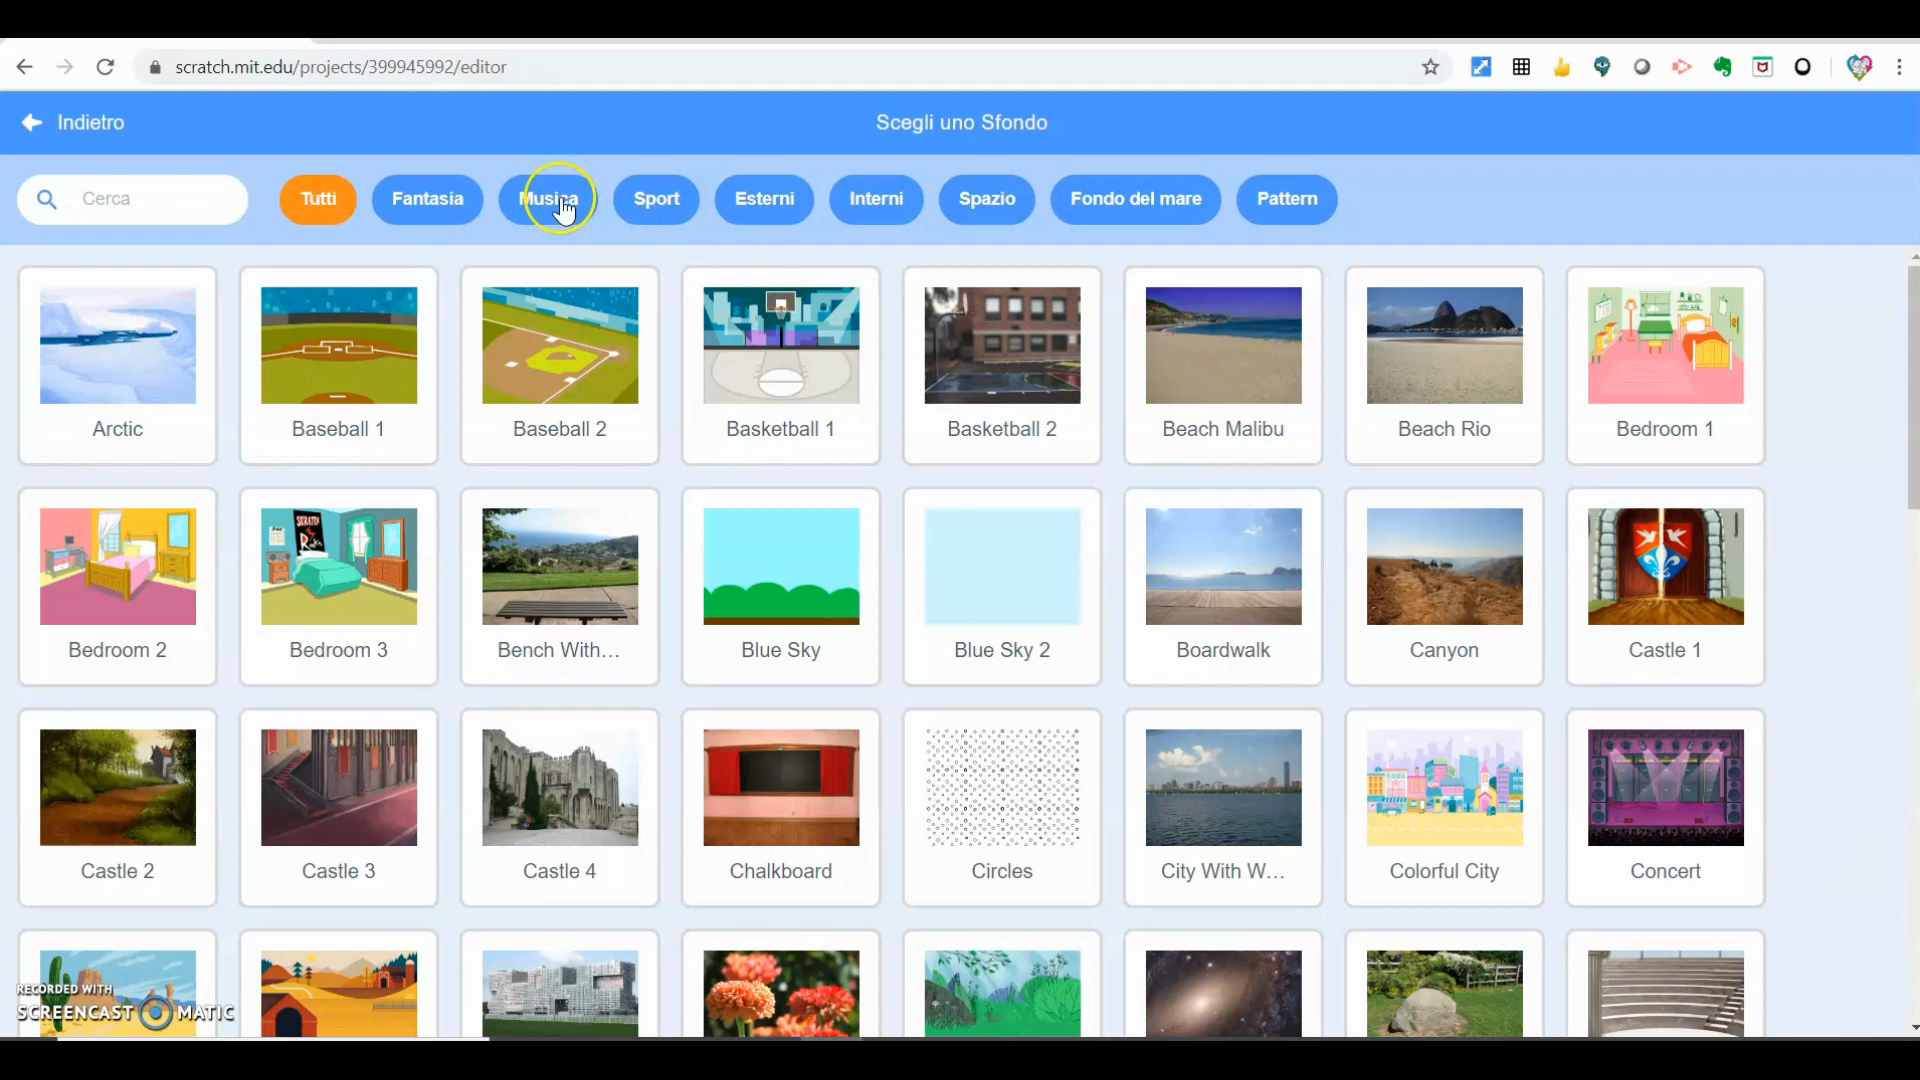 scratch.mit.edu/projects/399945992/editor
Indietro
Scegli uno Sfondo
Cerca
Tutti
Fantasia
Musica
Sport
Esterni
Interni
Spazio
Fondo del mare
Pattern
Arctic
Baseball 1
Baseball 2
Basketball 1
Basketball 2
Beach Malibu
Beach Rio
Bedroom 1
Bedroom 2
Bedroom 3
Bench With...
Blue Sky
Blue Sky 2
Boardwalk
Canyon
Castle 1
Castle 2
Castle 3
Castle 4
Chalkboard
Circles
City With W...
Colorful City
Concert
RECORDED WITH
SCREENCAST MATIC